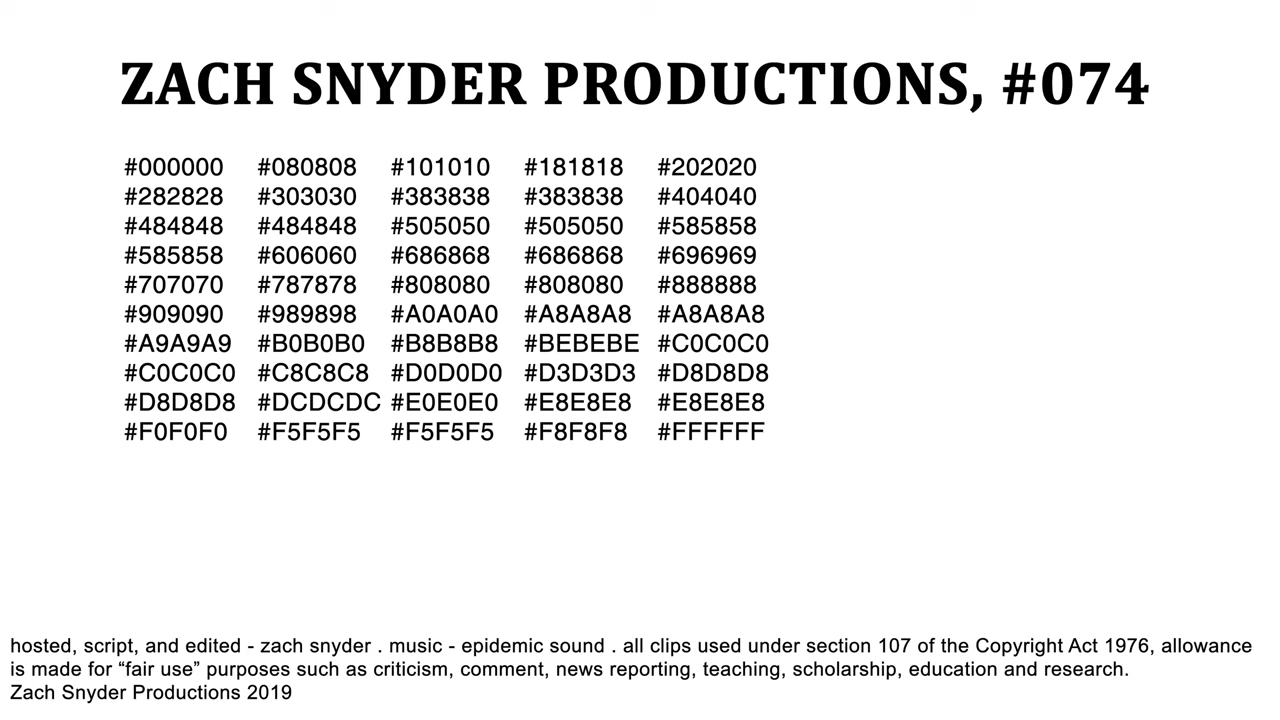 ZACH SNYDER PRODUCTIONS, #074
#000000 #080808 #101010 #181818 #202020
#282828 #303030 #383838 #383838 #404040
#484848 #484848 #505050 #505050 #585858
#585858 #606060 #686868 #686868 #696969
#707070 #787878 #808080 #808080 #888888
#909090 #989898 #A0A0A0 #A8A8A8 #A8A8A8
#A9A9A9 #B0B0B0 #B8B8B8 #BEBEBE #C0C0C0
#C0C0C0 #C8C8C8 #D0D0D0 #D3D3D3 #D8D8D8
#D8D8D8 #DCDCDC #E0E0E0 #E8E8E8 #E8E8E8
#F0F0F0 #F5F5F5 #F5F5F5 #F8F8F8 #FFFFFF
hosted, script, and edited - zach snyder . music - epidemic sound . all clips used under section 107 of the Copyright Act 1976, allowance
is made for “fair use” purposes such as criticism, comment, news reporting, teaching, scholarship, education and research.
Zach Snyder Productions 2019